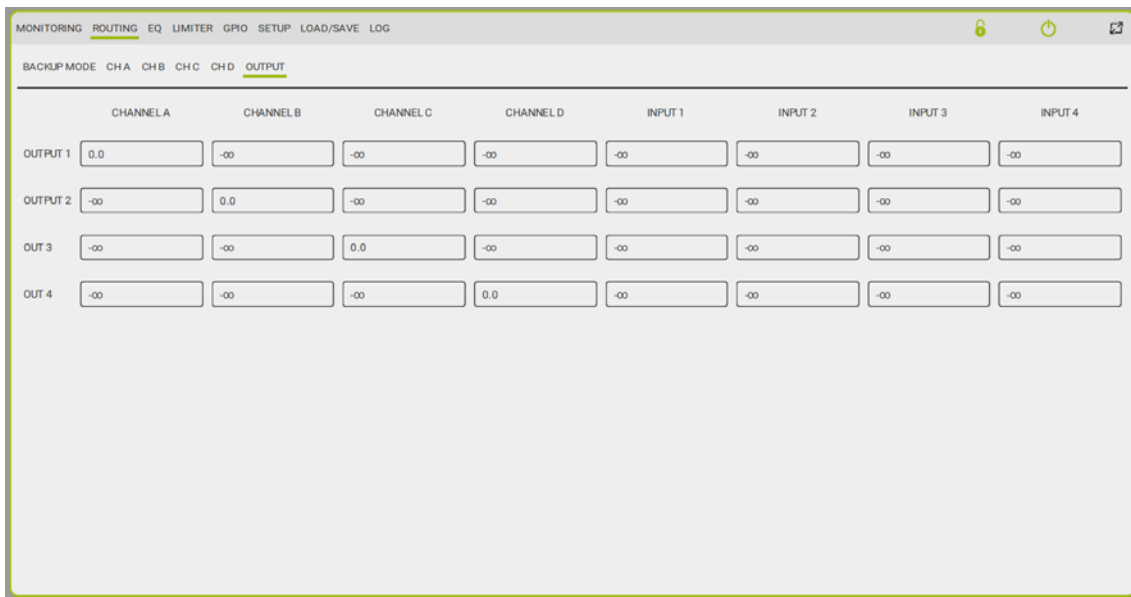 MONITORING ROUTING EQ LIMITER GPIO SETUP LOAD/SAVE LOG
BACKUP MODE CH A CH B CH C CH D OUTPUT
CHANNEL A CHANNEL B CHANNEL C CHANNEL D INPUT 1 INPUT 2 INPUT 3 INPUT 4
OUTPUT 1 0.0 -∞ -∞ -∞ -∞ -∞ -∞ -∞
OUTPUT 2 -∞ 0.0 -∞ -∞ -∞ -∞ -∞ -∞
OUT 3 -∞ -∞ 0.0 -∞ -∞ -∞ -∞ -∞
OUT 4 -∞ -∞ -∞ 0.0 -∞ -∞ -∞ -∞